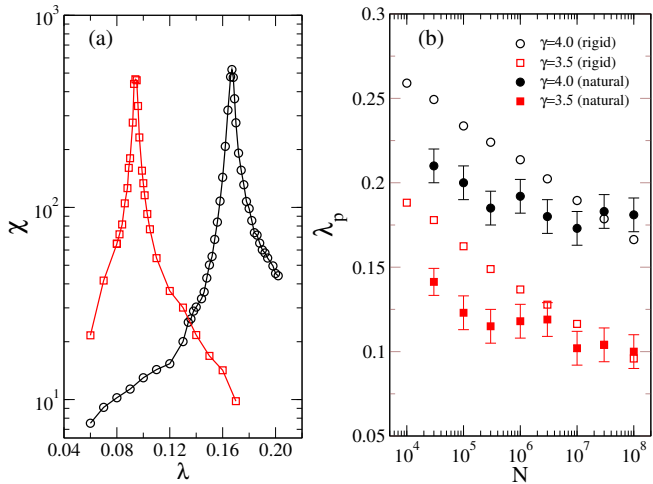 (a)
χ
10³
10²
10¹
0.04 0.08 0.12 0.16 0.20
λ
(b)
γ=4.0 (rigid)
γ=3.5 (rigid)
γ=4.0 (natural)
γ=3.5 (natural)
λp
0.3
0.25
0.2
0.15
0.1
0.05
10⁴ 10⁵ 10⁶ 10⁷ 10⁸
N